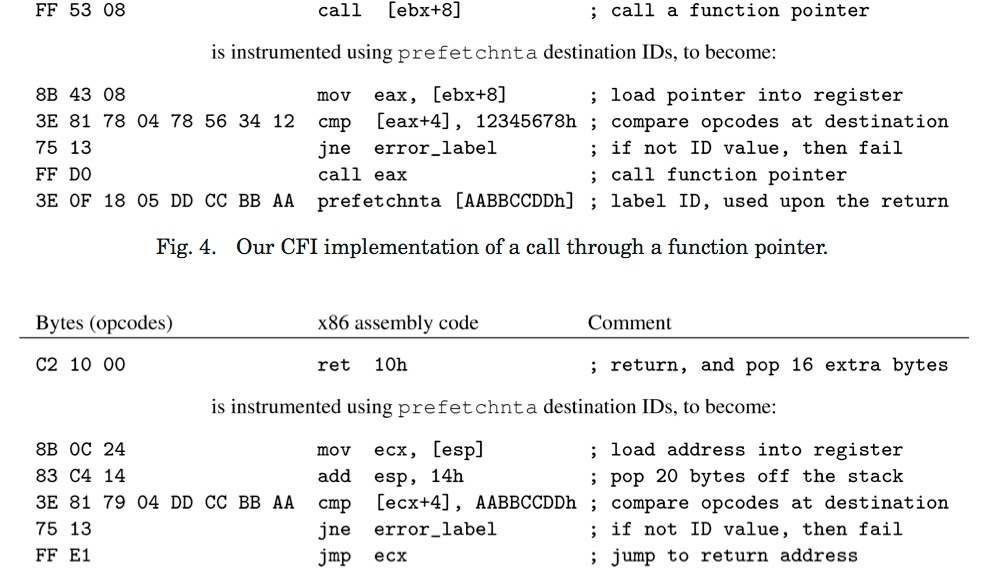 FF 53 08 call [ebx+8] ; call a function pointer
is instrumented using prefetchnta destination IDs, to become:
8B 43 08 mov eax, [ebx+8] ; load pointer into register
3E 81 78 04 78 56 34 12 cmp [eax+4], 12345678h ; compare opcodes at destination
75 13 jne error_label ; if not ID value, then fail
FF D0 call eax ; call function pointer
3E 0F 18 05 DD CC BB AA prefetchnta [AABBCCDDh] ; label ID, used upon the return
Fig. 4. Our CFI implementation of a call through a function pointer.
Bytes (opcodes) x86 assembly code Comment
C2 10 00 ret 10h ; return, and pop 16 extra bytes
is instrumented using prefetchnta destination IDs, to become:
8B 0C 24 mov ecx, [esp] ; load address into register
83 C4 14 add esp, 14h ; pop 20 bytes off the stack
3E 81 79 04 DD CC BB AA cmp [ecx+4], AABBCCDDh ; compare opcodes at destination
75 13 jne error_label ; if not ID value, then fail
FF E1 jmp ecx ; jump to return address